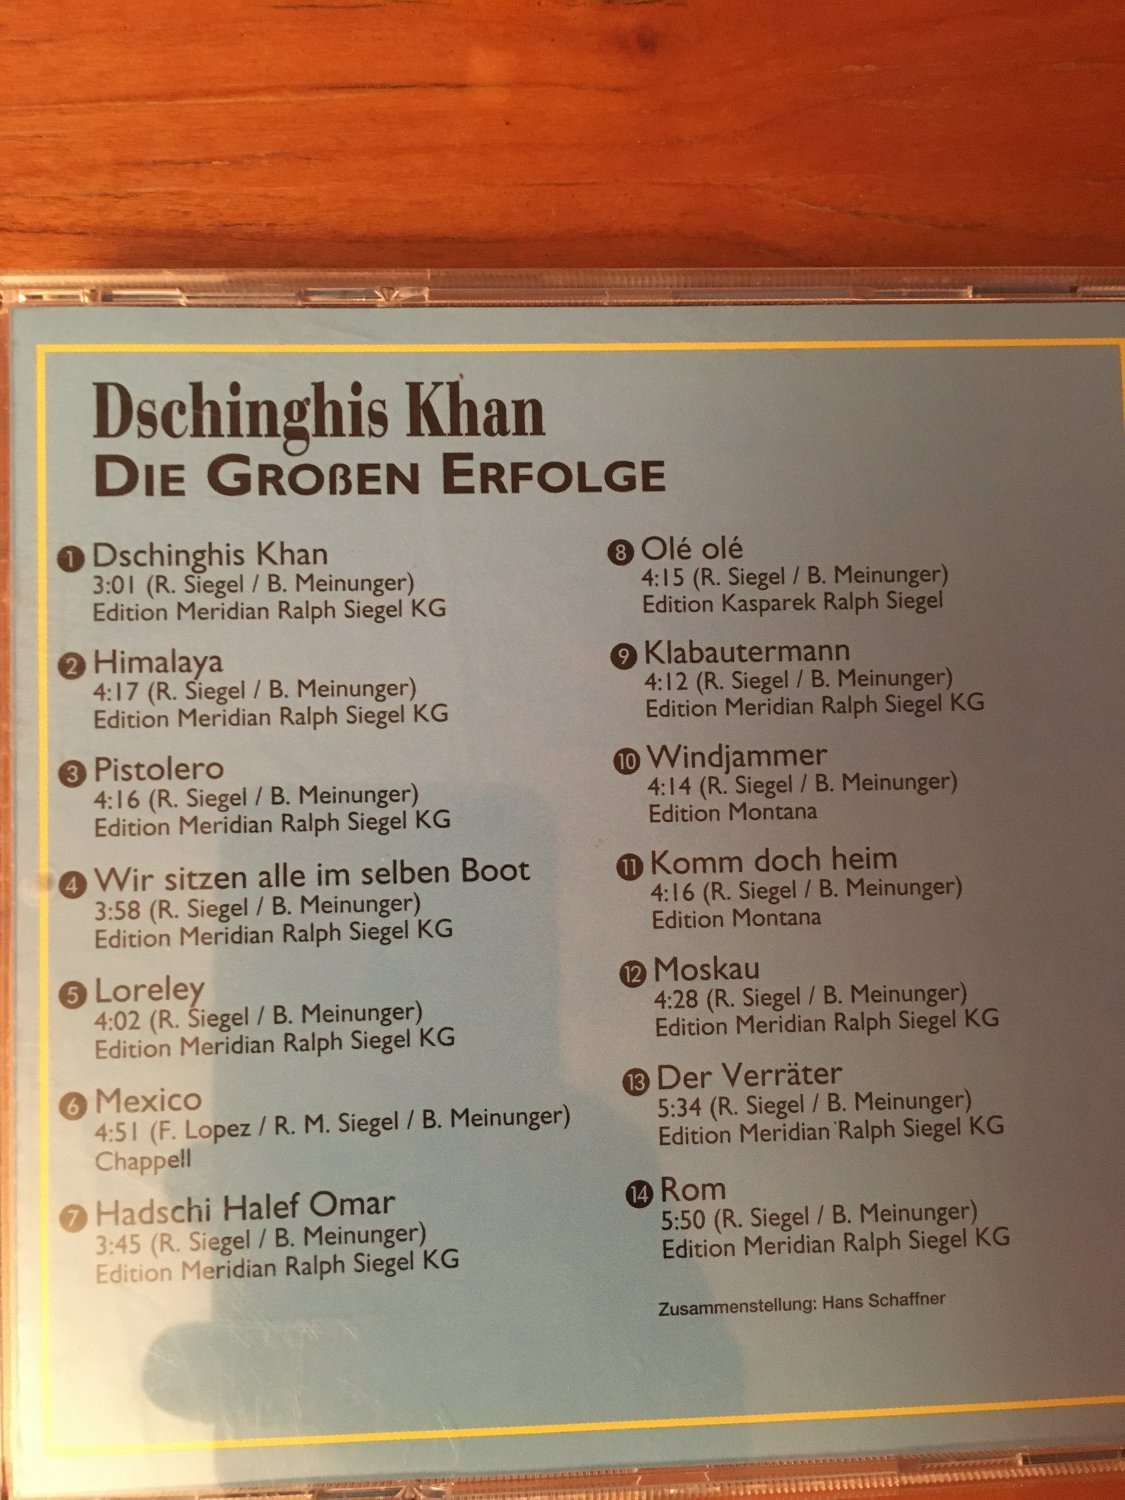 Dschinghis Khan
DIE GROßEN ERFOLGE
1 Dschinghis Khan
3:01 (R. Siegel / B. Meinunger)
Edition Meridian Ralph Siegel KG
2 Himalaya
4:17 (R. Siegel / B. Meinunger)
Edition Meridian Ralph Siegel KG
3 Pistolero
4:16 (R. Siegel / B. Meinunger)
Edition Meridian Ralph Siegel KG
4 Wir sitzen alle im selben Boot
3:58 (R. Siegel / B. Meinunger)
Edition Meridian Ralph Siegel KG
5 Loreley
4:02 (R. Siegel / B. Meinunger)
Edition Meridian Ralph Siegel KG
6 Mexico
4:51 (F. Lopez / R. M. Siegel / B. Meinunger)
Chappell
7 Hadschi Halef Omar
3:45 (R. Siegel / B. Meinunger)
Edition Meridian Ralph Siegel KG
8 Olé olé
4:15 (R. Siegel / B. Meinunger)
Edition Kasparek Ralph Siegel
9 Klabautermann
4:12 (R. Siegel / B. Meinunger)
Edition Meridian Ralph Siegel KG
10 Windjammer
4:14 (R. Siegel / B. Meinunger)
Edition Montana
11 Komm doch heim
4:16 (R. Siegel / B. Meinunger)
Edition Montana
12 Moskau
4:28 (R. Siegel / B. Meinunger)
Edition Meridian Ralph Siegel KG
13 Der Verräter
5:34 (R. Siegel / B. Meinunger)
Edition Meridian Ralph Siegel KG
14 Rom
5:50 (R. Siegel / B. Meinunger)
Edition Meridian Ralph Siegel KG
Zusammenstellung: Hans Schaffner